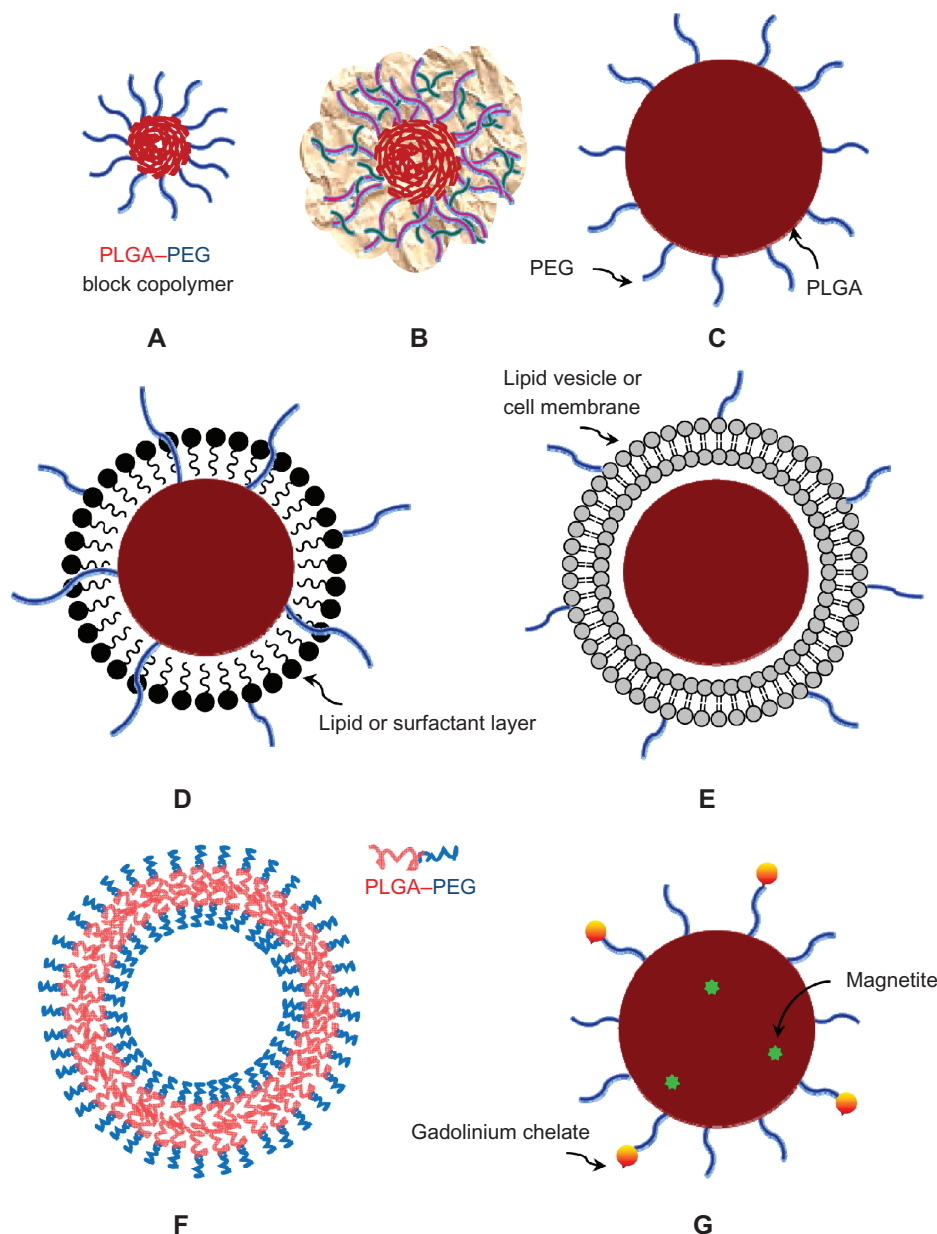 PLGA–PEG
block copolymer
PEG
PLGA
A
B
C
Lipid vesicle or
cell membrane
Lipid or surfactant layer
D
E
PLGA–PEG
Magnetite
Gadolinium chelate
F
G